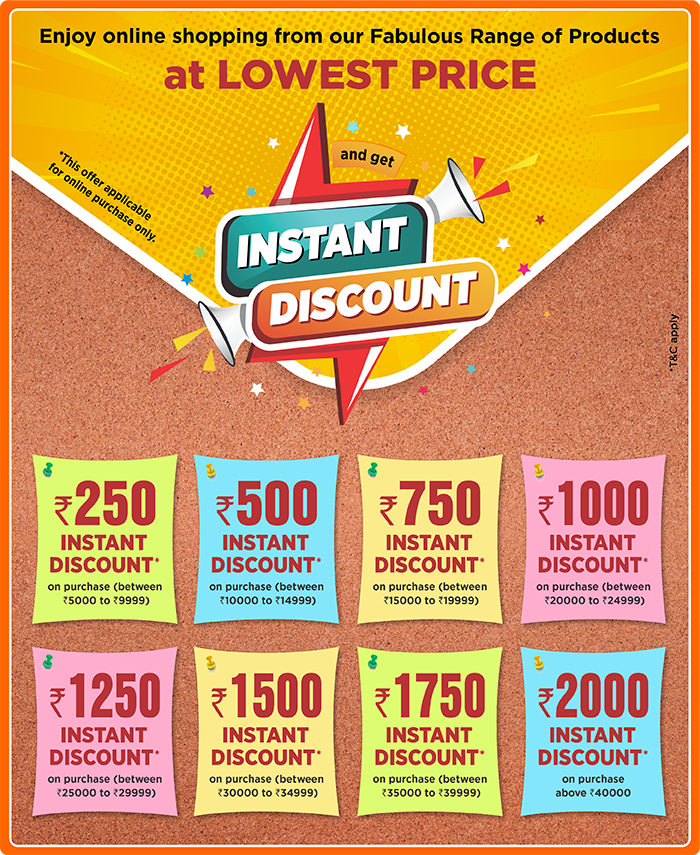 Enjoy online shopping from our Fabulous Range of Products
at LOWEST PRICE
and get
*This offer applicable
for online purchase only.
INSTANT
DISCOUNT
*T&C apply
₹250
INSTANT
DISCOUNT*
on purchase (between
₹5000 to ₹9999)
₹500
INSTANT
DISCOUNT*
on purchase (between
₹10000 to ₹14999)
₹750
INSTANT
DISCOUNT*
on purchase (between
₹15000 to ₹19999)
₹1000
INSTANT
DISCOUNT*
on purchase (between
₹20000 to ₹24999)
₹1250
INSTANT
DISCOUNT*
on purchase (between
₹25000 to ₹29999)
₹1500
INSTANT
DISCOUNT*
on purchase (between
₹30000 to ₹34999)
₹1750
INSTANT
DISCOUNT*
on purchase (between
₹35000 to ₹39999)
₹2000
INSTANT
DISCOUNT*
on purchase
above ₹40000